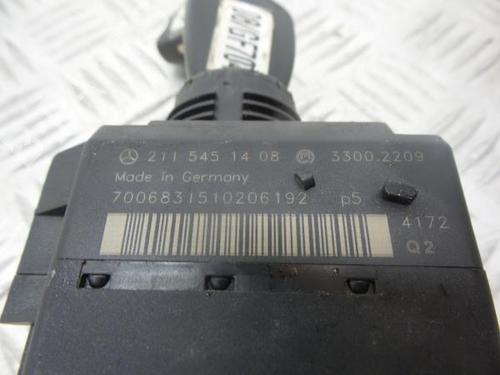 211 545 14 08 3300.2209
Made in Germany
7006831510206192 p5
4172
Q2